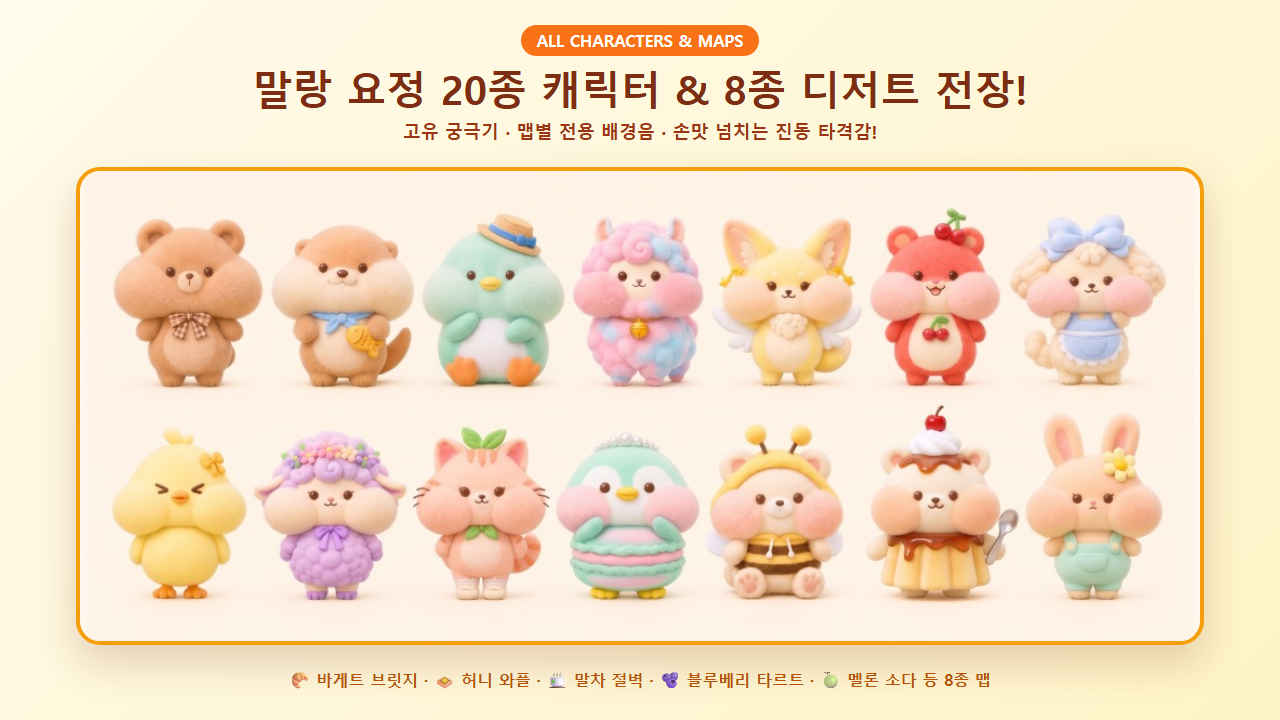 ALL CHARACTERS & MAPS
말랑 요정 20종 캐릭터 & 8종 디저트 전장!
고유 궁극기 · 맵별 전용 배경음 · 손맛 넘치는 진동 타격감!
🥐 바게트 브릿지 · 🧇 허니 와플 · 🍵 말차 절벽 · 🫐 블루베리 타르트 · 🍈 멜론 소다 등 8종 맵